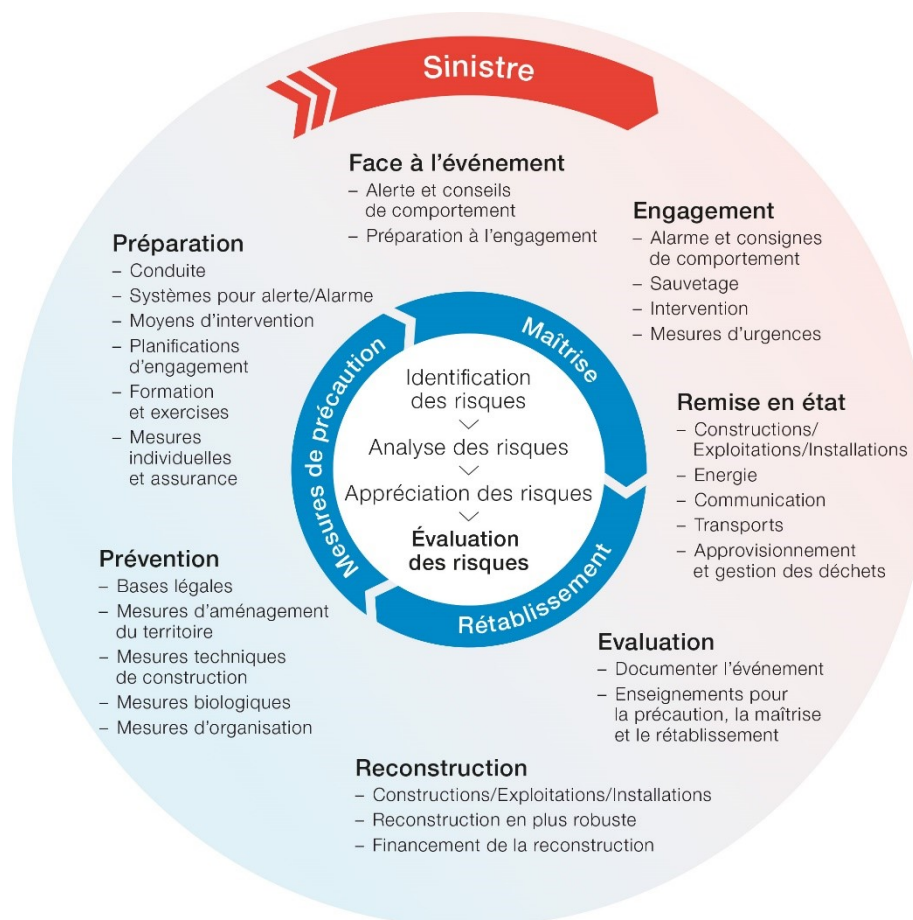 Sinistre
Face à l'événement
– Alerte et conseils
de comportement
– Préparation à l'engagement
Engagement
– Alarme et consignes
de comportement
– Sauvetage
– Intervention
– Mesures d'urgences
Préparation
– Conduite
– Systèmes pour alerte/Alarme
– Moyens d'intervention
– Planifications
d'engagement
– Formation
et exercises
– Mesures
individuelles
et assurance
Mesures de précaution
Maîtrise
Rétablissement
Identification
des risques
Analyse des risques
Appréciation des risques
Évaluation
des risques
Remise en état
– Constructions/
Exploitations/Installations
– Energie
– Communication
– Transports
– Approvisionnement
et gestion des déchets
Prévention
– Bases légales
– Mesures d'aménagement
du territoire
– Mesures techniques
de construction
– Mesures biologiques
– Mesures d'organisation
Evaluation
– Documenter l'événement
– Enseignements pour
la précaution, la maîtrise
et le rétablissement
Reconstruction
– Constructions/Exploitations/Installations
– Reconstruction en plus robuste
– Financement de la reconstruction